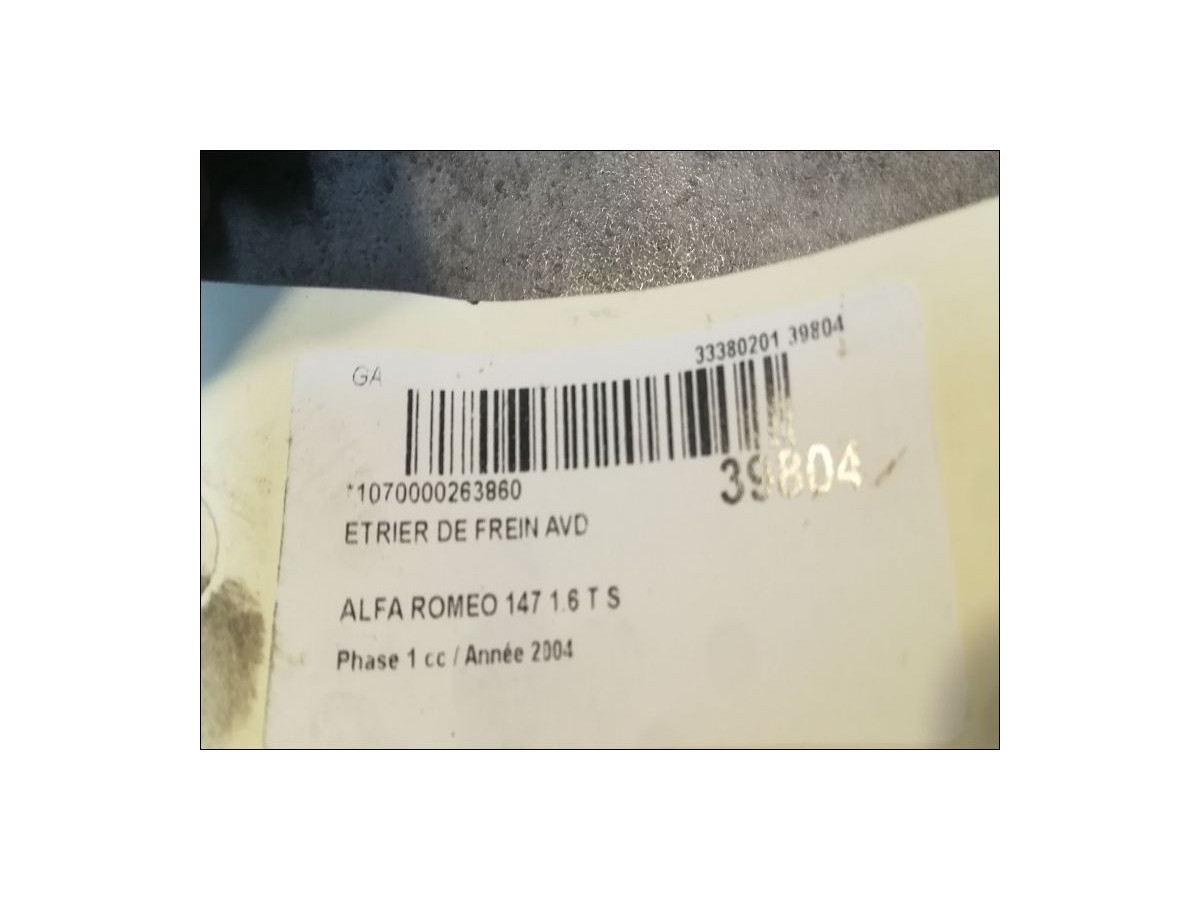 33380201 39804
GA
39804
*1070000263860
ETRIER DE FREIN AVD
ALFA ROMEO 147 1.6 T S
Phase 1 cc / Année 2004